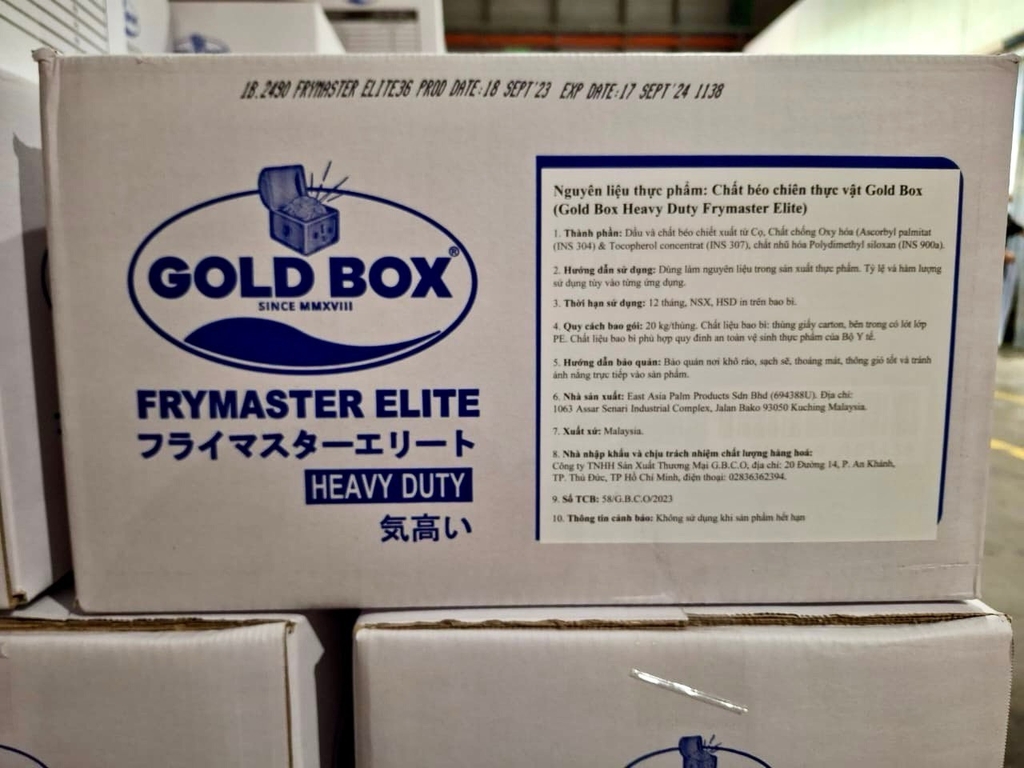 1B.2490 FRYMASTER ELITE36 PROD DATE:18 SEPT'23 EXP DATE:17 SEPT'24 1138
GOLD BOX®
SINCE MMXVIII
FRYMASTER ELITE
フライマスターエリート
HEAVY DUTY
気高い
Nguyên liệu thực phẩm: Chất béo chiên thực vật Gold Box
(Gold Box Heavy Duty Frymaster Elite)
1. Thành phần: Dầu và chất béo chiết xuất từ Cọ, Chất chống Oxy hóa (Ascorbyl palmitat
(INS 304) & Tocopherol concentrat (INS 307), chất nhũ hóa Polydimethyl siloxan (INS 900a).
2. Hướng dẫn sử dụng: Dùng làm nguyên liệu trong sản xuất thực phẩm. Tỷ lệ và hàm lượng
sử dụng tùy vào từng ứng dụng.
3. Thời hạn sử dụng: 12 tháng, NSX, HSD in trên bao bì.
4. Quy cách bao gói: 20 kg/thùng. Chất liệu bao bì: thùng giấy carton, bên trong có lót lớp
PE. Chất liệu bao bì phù hợp quy định an toàn vệ sinh thực phẩm của Bộ Y tế.
5. Hướng dẫn bảo quản: Bảo quản nơi khô ráo, sạch sẽ, thoáng mát, thông gió tốt và tránh
ánh nắng trực tiếp vào sản phẩm.
6. Nhà sản xuất: East Asia Palm Products Sdn Bhd (694388U). Địa chỉ:
1063 Assar Senari Industrial Complex, Jalan Bako 93050 Kuching Malaysia.
7. Xuất xứ: Malaysia.
8. Nhà nhập khẩu và chịu trách nhiệm chất lượng hàng hoá:
Công ty TNHH Sản Xuất Thương Mại G.B.C.O, địa chỉ: 20 Đường 14, P. An Khánh,
TP. Thủ Đức, TP Hồ Chí Minh, điện thoại: 02836362394.
9. Số TCB: 58/G.B.C.O/2023
10. Thông tin cảnh báo: Không sử dụng khi sản phẩm hết hạn